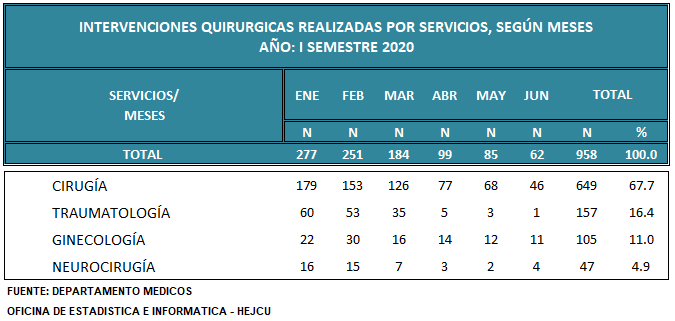 INTERVENCIONES QUIRURGICAS REALIZADAS POR SERVICIOS, SEGÚN MESES
AÑO: I SEMESTRE 2020
SERVICIOS/ MESES ENE FEB MAR ABR MAY JUN TOTAL
N N N N N N N %
TOTAL 277 251 184 99 85 62 958 100.0
CIRUGÍA 179 153 126 77 68 46 649 67.7
TRAUMATOLOGÍA 60 53 35 5 3 1 157 16.4
GINECOLOGÍA 22 30 16 14 12 11 105 11.0
NEUROCIRUGÍA 16 15 7 3 2 4 47 4.9
FUENTE: DEPARTAMENTO MEDICOS
OFICINA DE ESTADISTICA E INFORMATICA - HEJCU